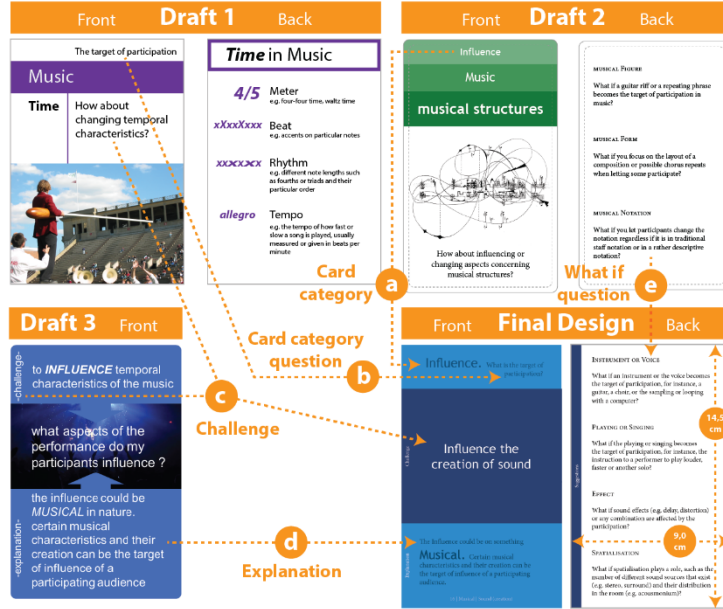 Front Draft 1 Back
The target of participation
Music
Time
How about
changing temporal
characteristics?
Time in Music
4/5 Meter
e.g. four-four time, waltz time
xXxxXxxx Beat
e.g. accents on particular notes
xxxxxxx Rhythm
e.g. different note lengths such
as fourths or triads and their
particular order
allegro Tempo
e.g. the tempo of how fast or
slow a song is played, usually
measured or given in beats per
minute
Front Draft 2 Back
Influence
Music
musical structures
How about influencing or
changing aspects concerning
musical structures?
MUSICAL FIGURE
What if a guitar riff or a repeating phrase
becomes the target of participation in
music?
MUSICAL FORM
What if you focus on the layout of a
composition or possible chorus repeats
when letting some participate?
MUSICAL NOTATION
What if you let participants change the
notation regardless if it is in traditional
staff notation or in a rather descriptive
notation?
Card
category
a
What if
question
e
Card category
question
b
c
Challenge
d
Explanation
Draft 3 Front
-challenge-
to INFLUENCE temporal
characteristics of the music
what aspects of the
performance do my
participants influence ?
-explanation-
the influence could be
MUSICAL in nature.
certain musical
characteristics and their
creation can be the target
of influence of a
participating audience
Front Final Design Back
Influence. What is the target of
participation?
Challenge
Influence the
creation of sound
Explanation
The Influence could be on something
Musical. Certain musical
characteristics and their creation can be
the target of influence of a participating
audience.
Suggestions
INSTRUMENT OR VOICE
What if an instrument or the voice becomes
the target of participation, for instance, a
guitar, a choir, or the sampling or looping
with a computer?
PLAYING OR SINGING
What if the playing or singing becomes
the target of participation, for instance, the
instruction to a performer to play louder,
faster or another solo?
EFFECT
What if sound effects (e.g. delay, distortion)
or any combination are affected by the
participation?
SPATIALISATION
What if spatialisation plays a role, such as the
number of different sound sources that exist
(e.g. stereo, surround) and their distribution
in the room (e.g. acousmonium)?
14,5
cm
9,0
cm